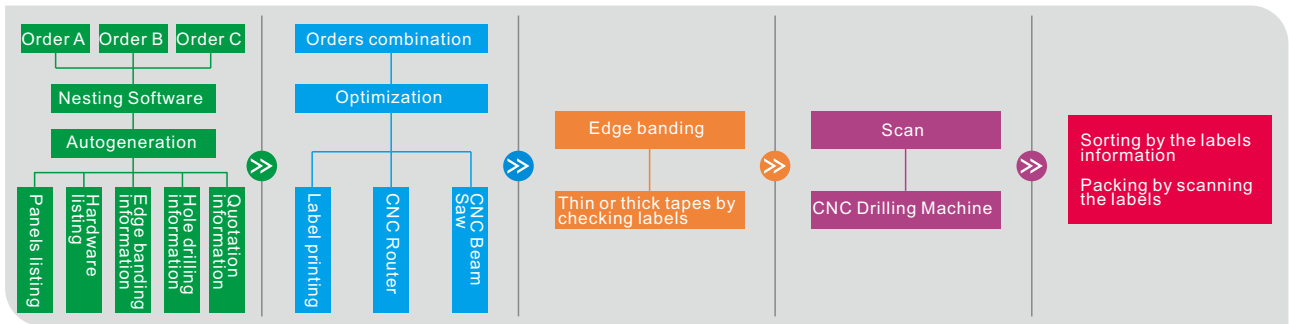 Order A
Order B
Order C
Nesting Software
Autogeneration
Panels listing
Hardware
listing
Edge banding
information
Hole drilling
information
Quotation
information
Orders combination
Optimization
Label printing
CNC Router
CNC Beam
Saw
Edge banding
Thin or thick tapes by
checking labels
Scan
CNC Drilling Machine
Sorting by the labels
information
Packing by scanning
the labels